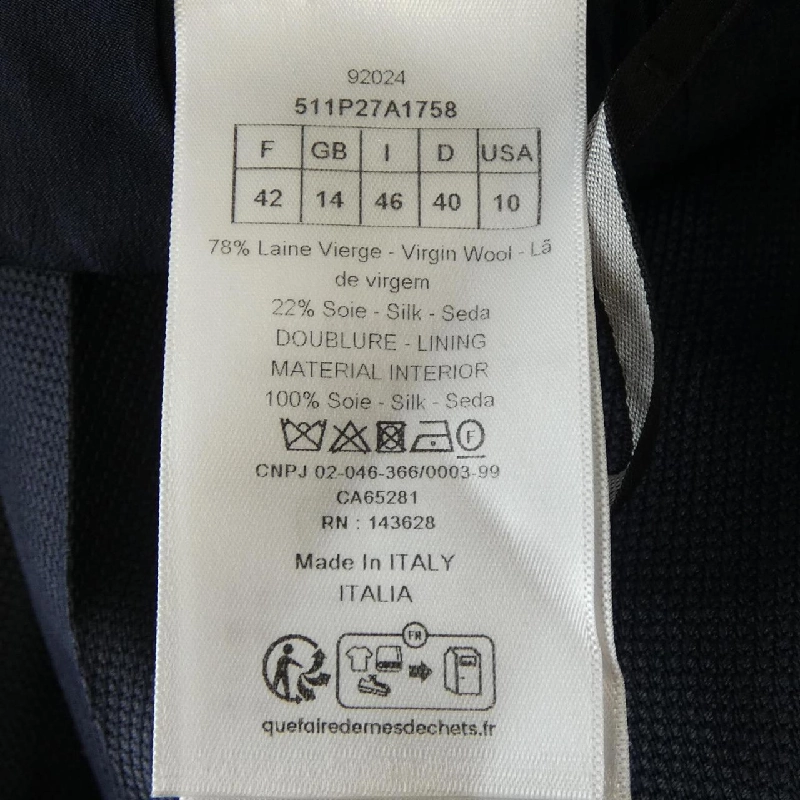 92024
511P27A1758
F GB I D USA
42 14 46 40 10
78% Laine Vierge - Virgin Wool - Lã
de virgem
22% Soie - Silk - Seda
DOUBLURE - LINING
MATERIAL INTERIOR
100% Soie - Silk - Seda
F
CNPJ 02-046-366/0003-99
CA65281
RN : 143628
Made In ITALY
ITALIA
FR
quefairedemesdechets.fr